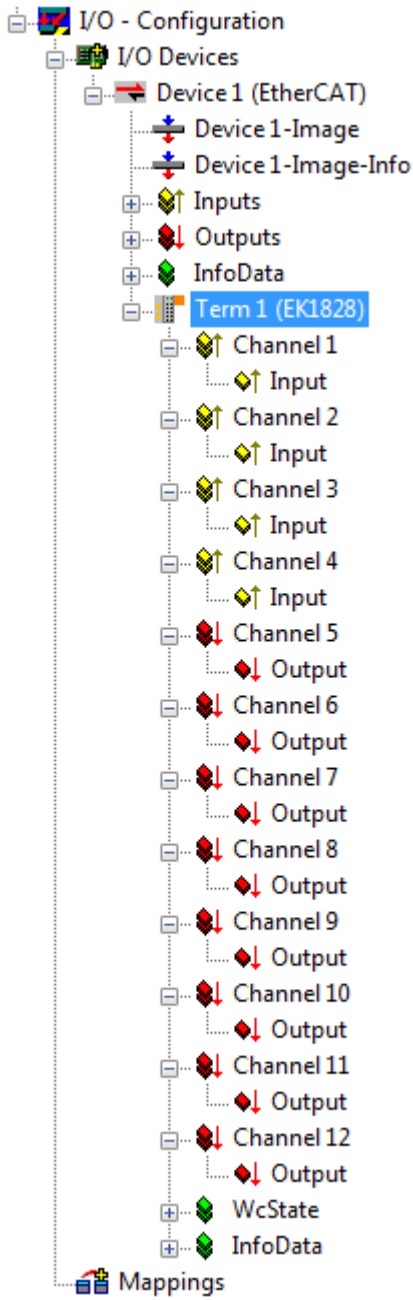 I/O - Configuration
I/O Devices
Device 1 (EtherCAT)
Device 1-Image
Device 1-Image-Info
Inputs
Outputs
InfoData
Term 1 (EK1828)
Channel 1
Input
Channel 2
Input
Channel 3
Input
Channel 4
Input
Channel 5
Output
Channel 6
Output
Channel 7
Output
Channel 8
Output
Channel 9
Output
Channel 10
Output
Channel 11
Output
Channel 12
Output
WcState
InfoData
Mappings